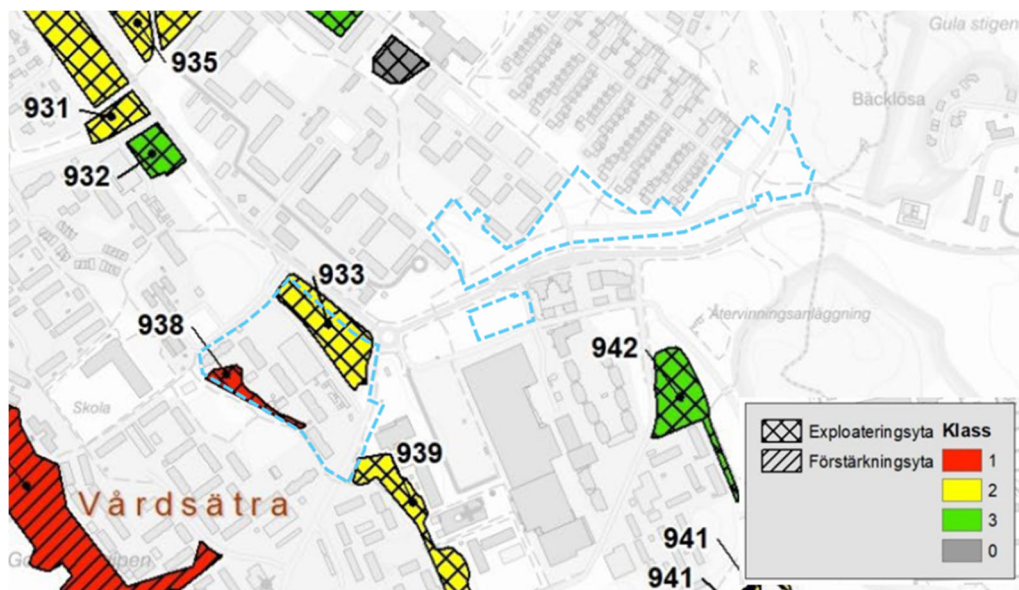 Gula stigen
935
Bäcklösa
931
932
933
938
Återvinningsanläggning
942
Skola
939
Exploateringsyta Klass
Förstärkningsyta 1
2
3
0
Vårdsätra
941
941